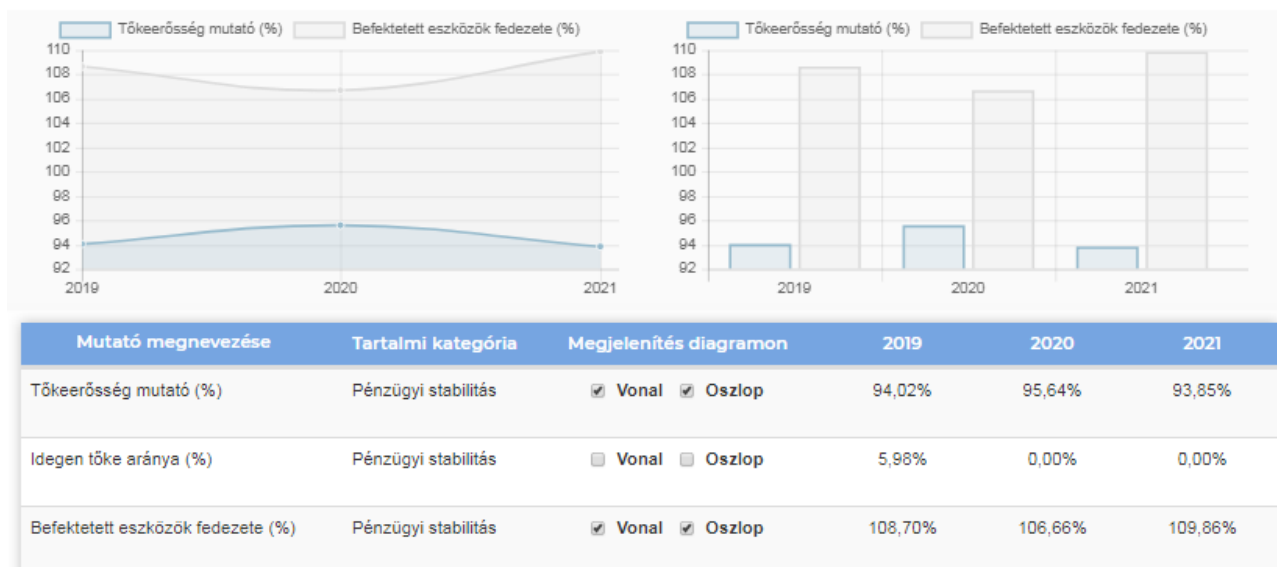 Tőkeerősség mutató (%) Befektetett eszközök fedezete (%)
110
108
106
104
102
100
98
96
94
92
2019 2020 2021
Tőkeerősség mutató (%) Befektetett eszközök fedezete (%)
110
108
106
104
102
100
98
96
94
92
2019 2020 2021
Mutató megnevezése Tartalmi kategória Megjelenítés diagramon 2019 2020 2021
Tőkeerősség mutató (%) Pénzügyi stabilitás Vonal Oszlop 94,02% 95,64% 93,85%
Idegen tőke aránya (%) Pénzügyi stabilitás Vonal Oszlop 5,98% 0,00% 0,00%
Befektetett eszközök fedezete (%) Pénzügyi stabilitás Vonal Oszlop 108,70% 106,66% 109,86%